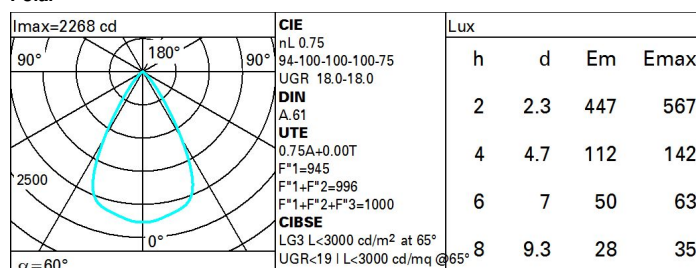 Imax=2268 cd
90°
180°
90°
2500
0°
α=60°
CIE
nL 0.75
94-100-100-100-75
UGR 18.0-18.0
DIN
A.61
UTE
0.75A+0.00T
F"1=945
F"1+F"2=996
F"1+F"2+F"3=1000
CIBSE
LG3 L<3000 cd/m² at 65°
UGR<19 | L<3000 cd/mq @65°
Lux
h d Em Emax
2 2.3 447 567
4 4.7 112 142
6 7 50 63
8 9.3 28 35